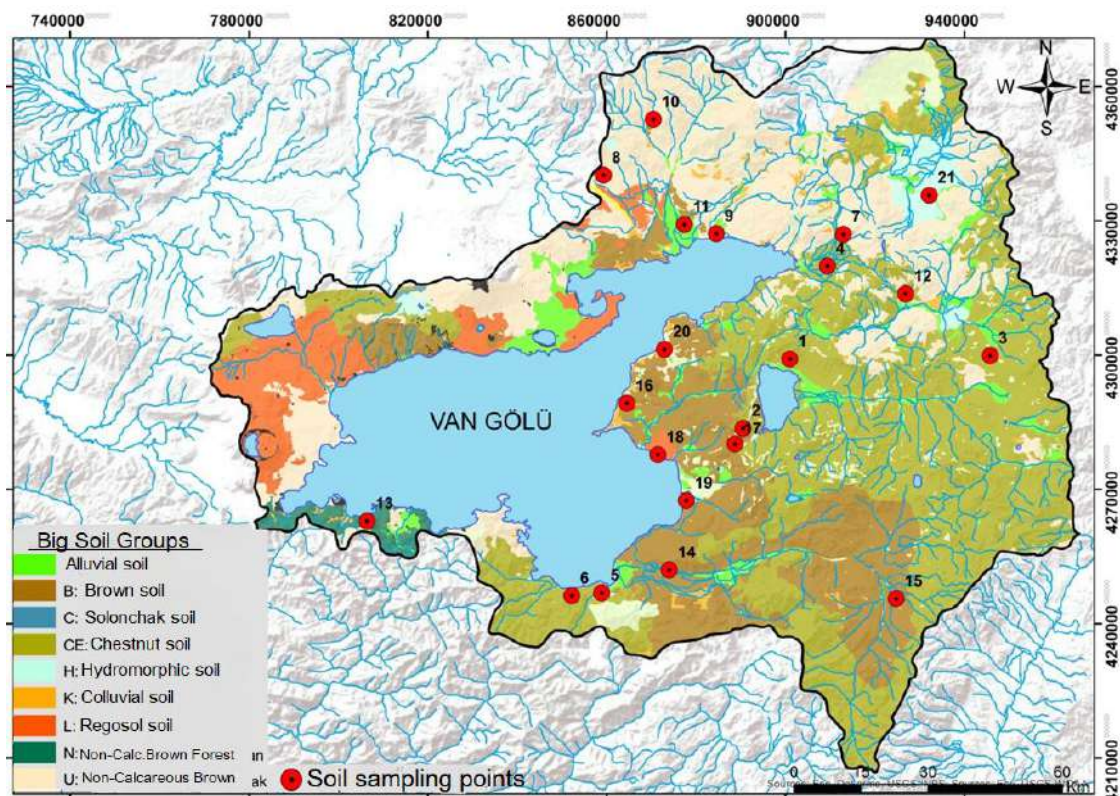 740000 780000 820000 860000 900000 940000
N
W E
S
4360000
10
8
21
11 9 7
4330000
4
12
20 1 3
4300000
16
VAN GÖLÜ
2
17
18
19
4270000
13
14
6 5 15
4240000
4210000
Big Soil Groups
Alluvial soil
B: Brown soil
C: Solonchak soil
CE: Chestnut soil
H: Hydromorphic soil
K: Colluvial soil
L: Regosol soil
N: Non-Calc.Brown Forest ın
U: Non-Calcareous Brown ak
Soil sampling points
0 15 30 60
Km